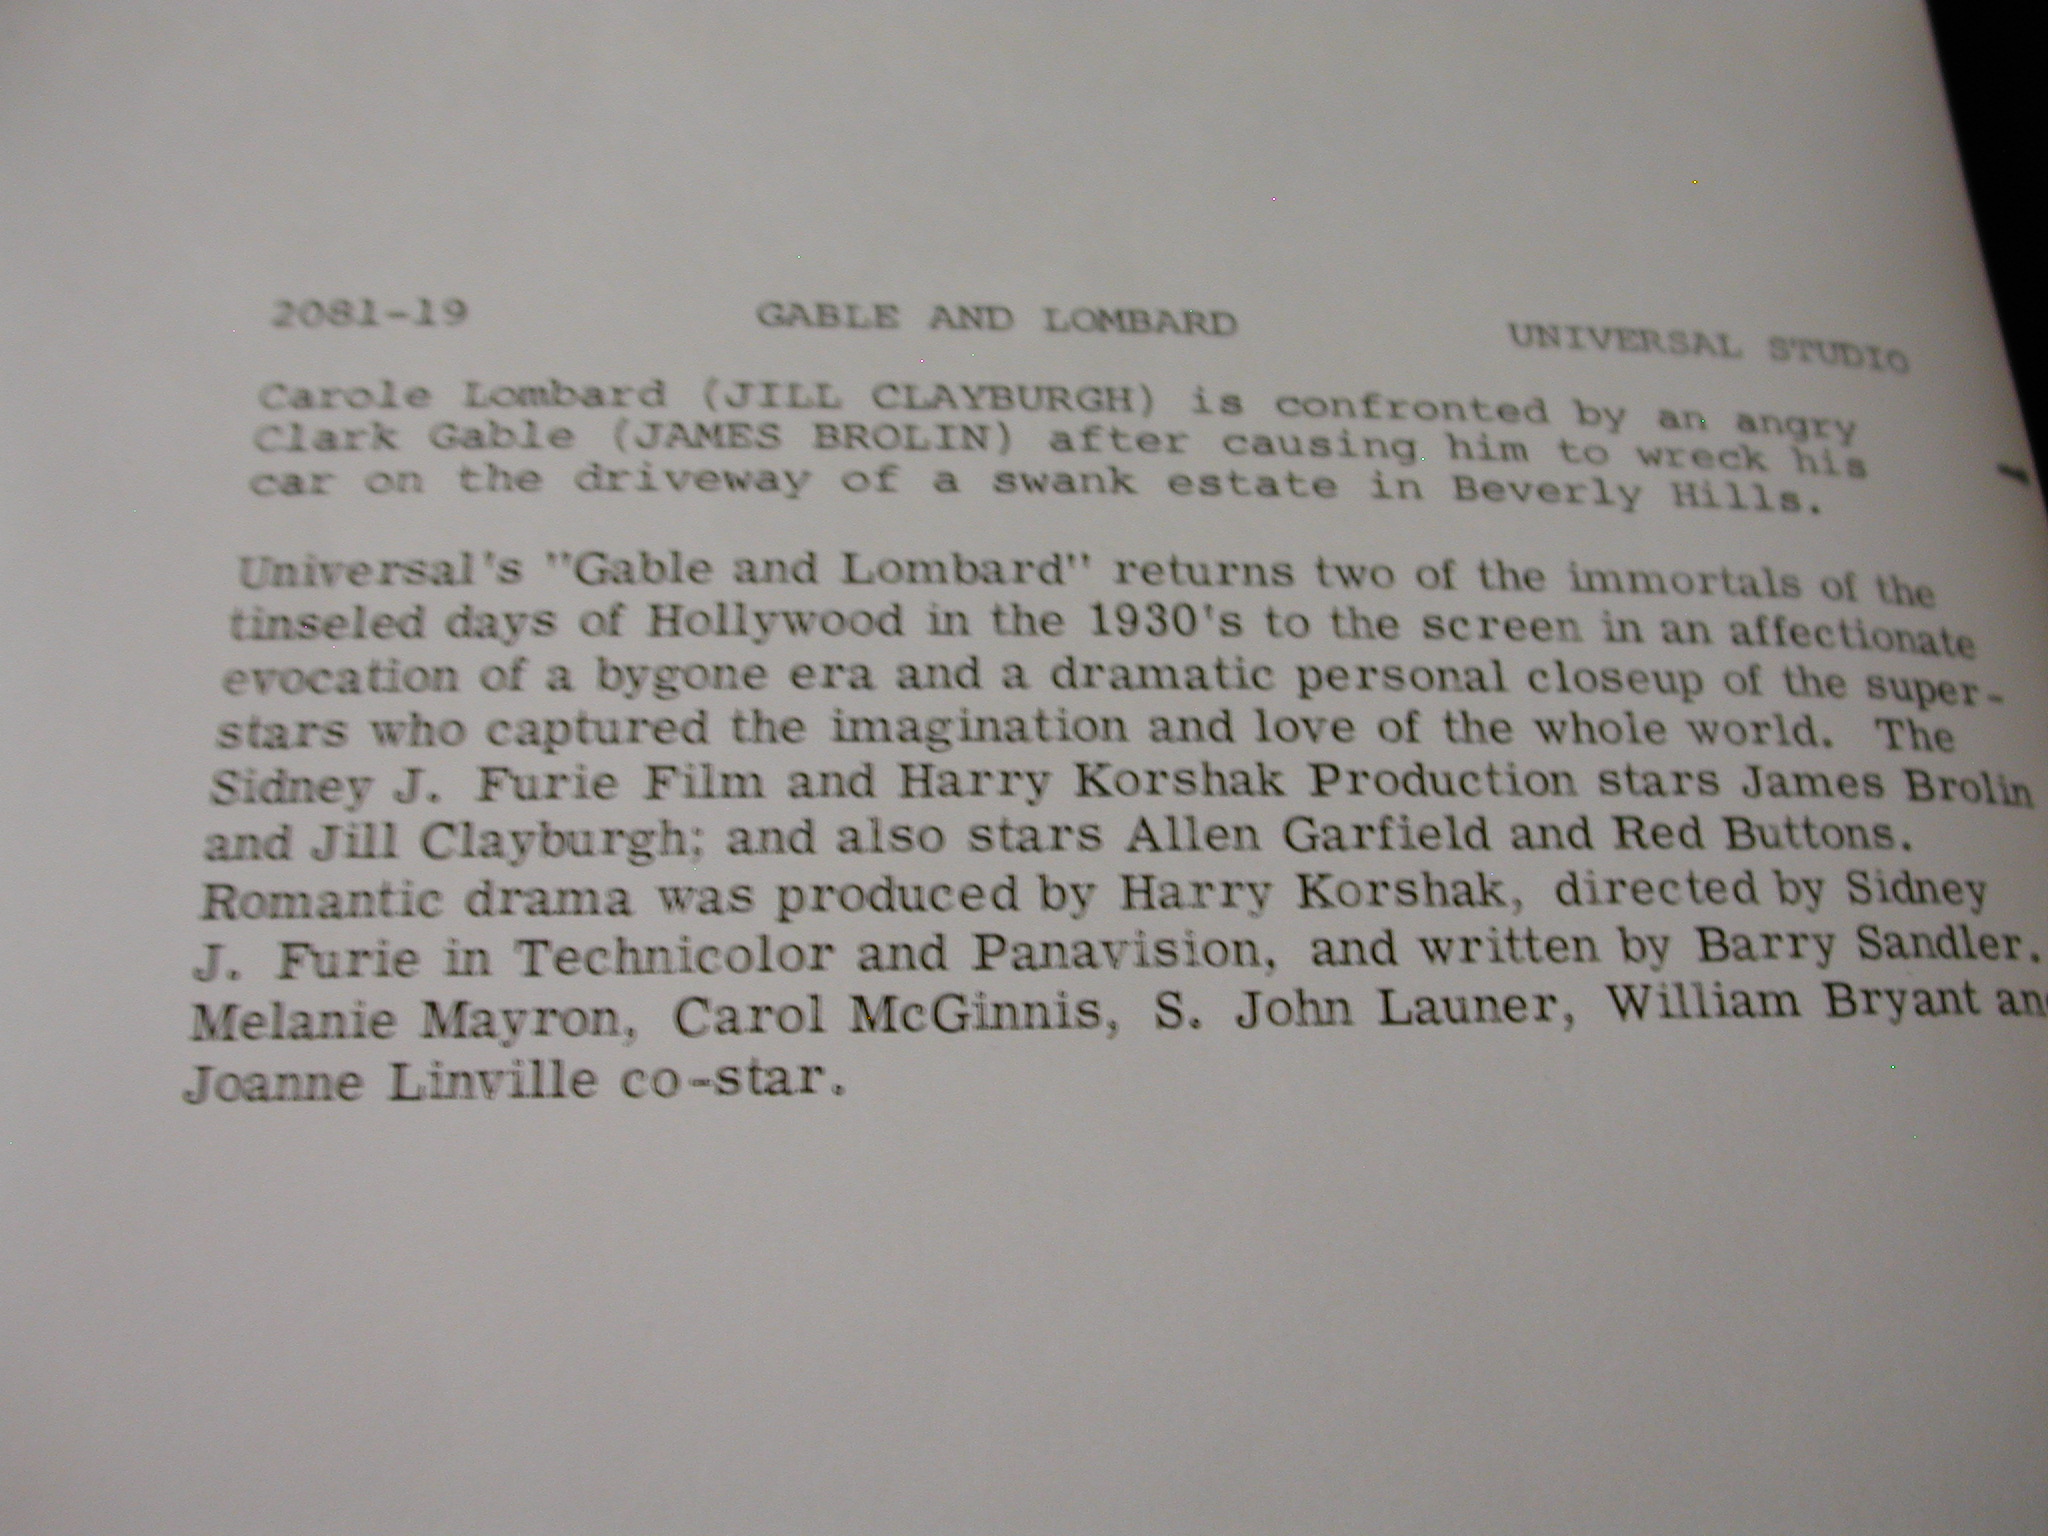 2081-19 GABLE AND LOMBARD UNIVERSAL STUDIO
Carole Lombard (JILL CLAYBURGH) is confronted by an angry
Clark Gable (JAMES BROLIN) after causing him to wreck his
car on the driveway of a swank estate in Beverly Hills.
Universal's "Gable and Lombard" returns two of the immortals of the
tinseled days of Hollywood in the 1930's to the screen in an affectionate
evocation of a bygone era and a dramatic personal closeup of the super-
stars who captured the imagination and love of the whole world. The
Sidney J. Furie Film and Harry Korshak Production stars James Brolin
and Jill Clayburgh; and also stars Allen Garfield and Red Buttons.
Romantic drama was produced by Harry Korshak, directed by Sidney
J. Furie in Technicolor and Panavision, and written by Barry Sandler.
Melanie Mayron, Carol McGinnis, S. John Launer, William Bryant an
Joanne Linville co-star.